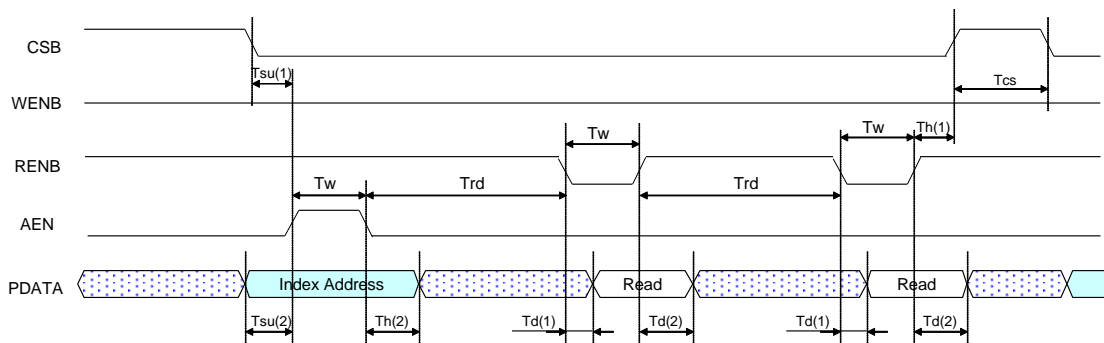 CSB
Tsu(1)
Tcs
WENB
Tw
Tw
Th(1)
RENB
Tw
Trd
Trd
AEN
PDATA
Index Address
Read
Read
Tsu(2)
Th(2)
Td(1)
Td(2)
Td(1)
Td(2)